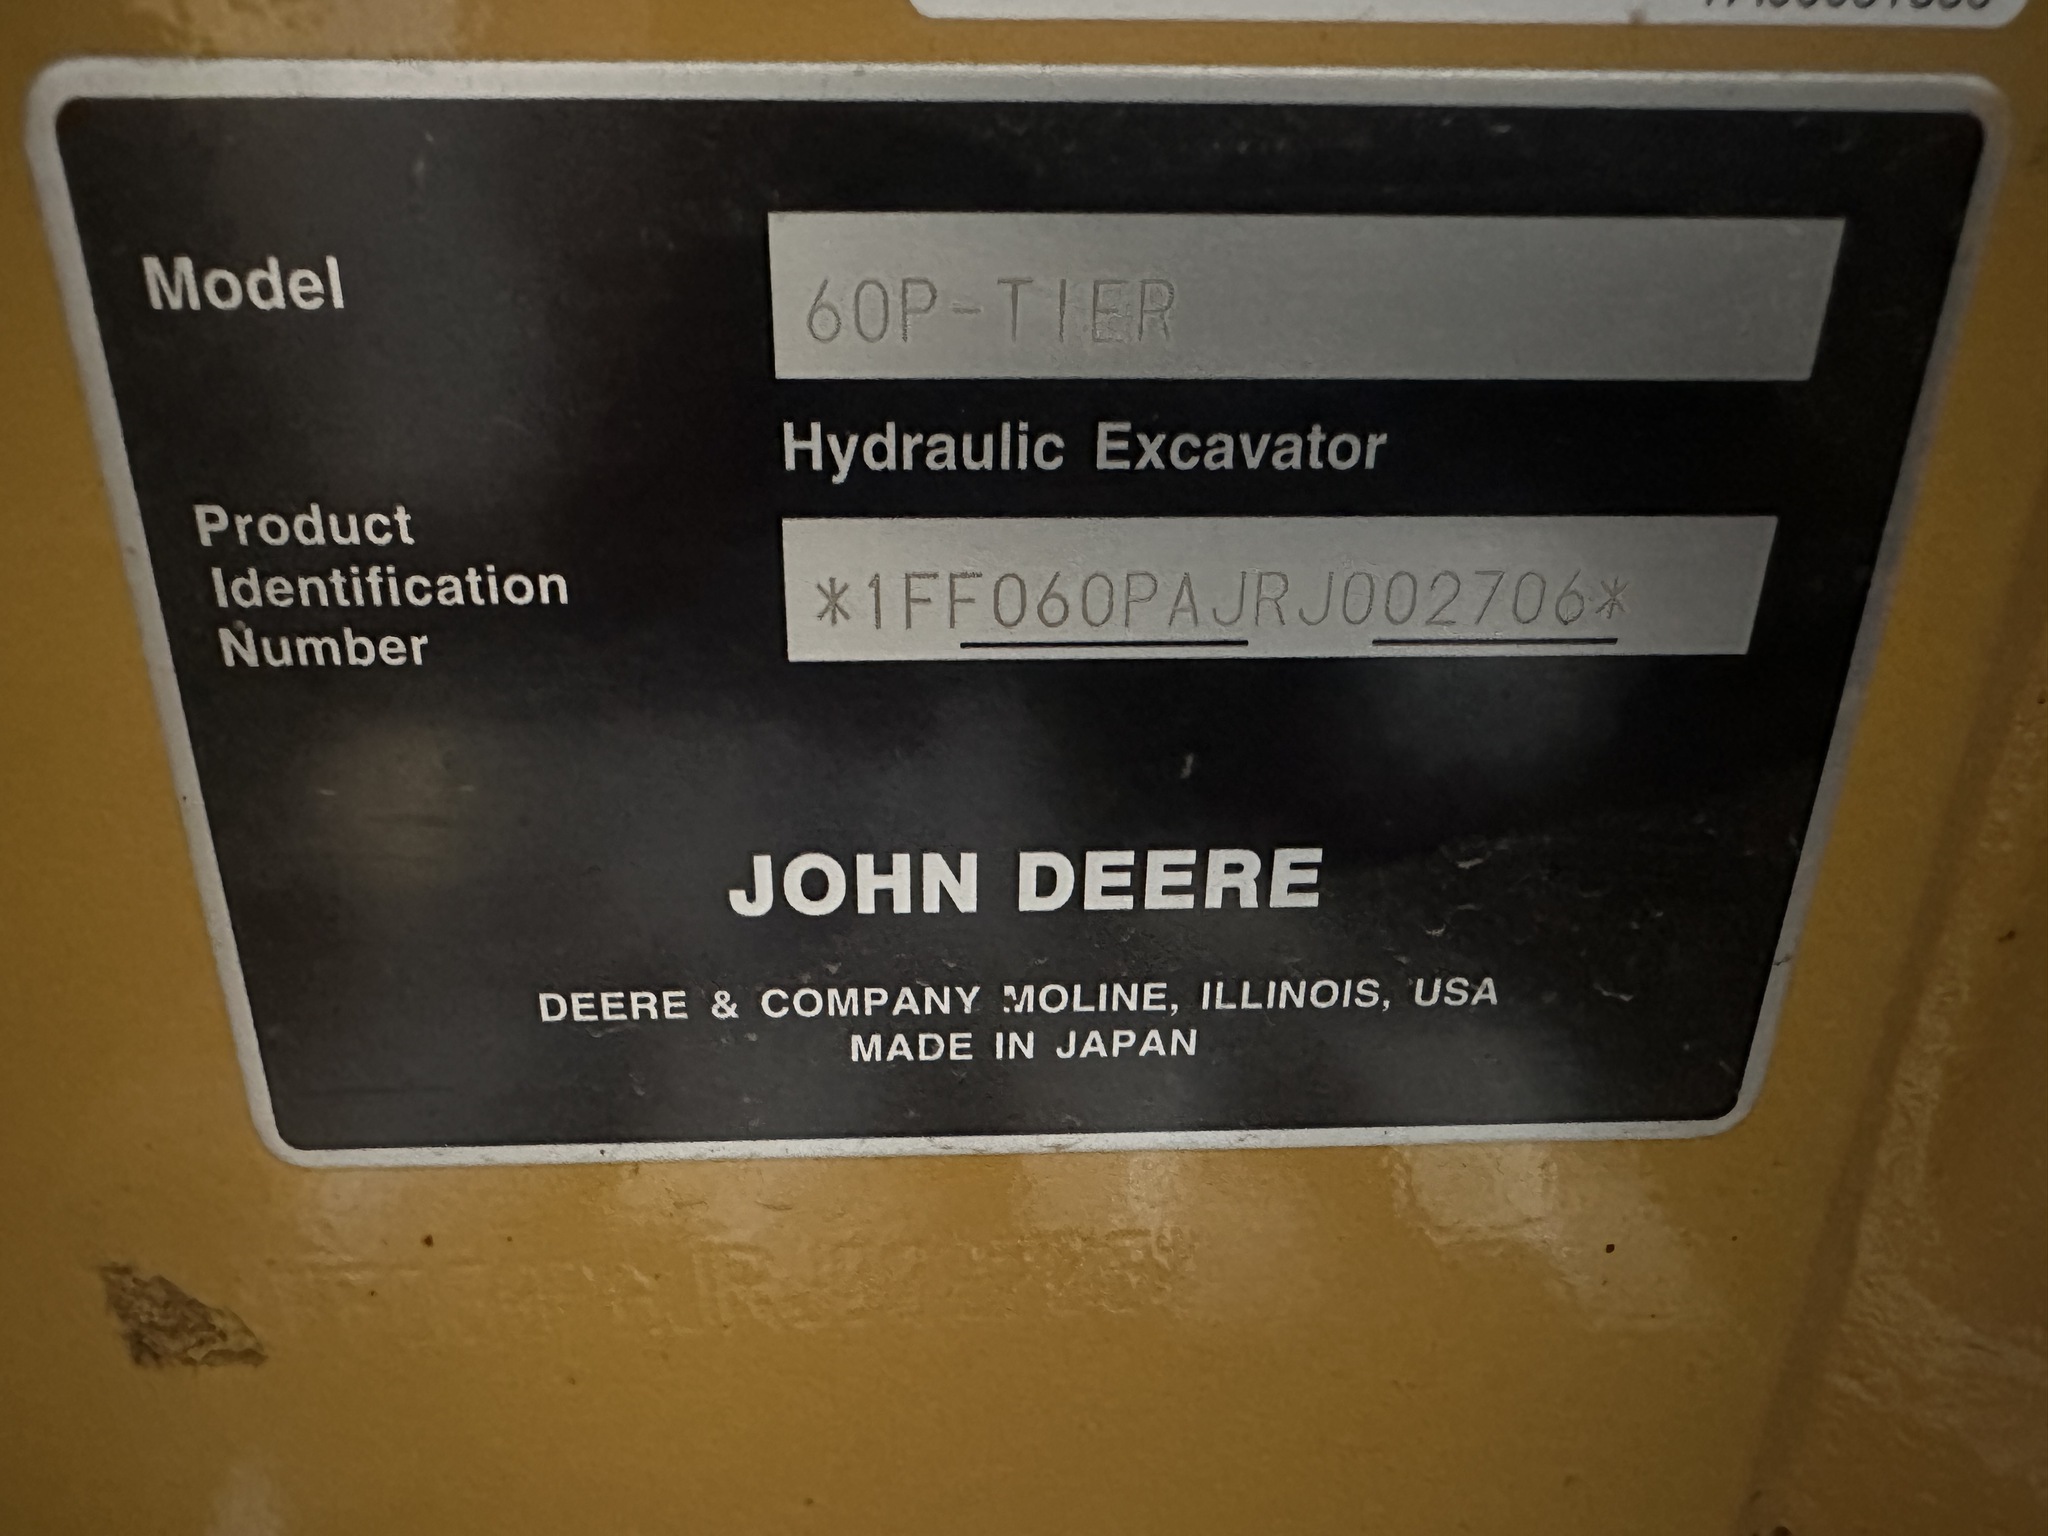 Model
60P-TIER
Hydraulic Excavator
Product
Identification
Number
*1FF060PAJRJ002706*
JOHN DEERE
DEERE & COMPANY MOLINE, ILLINOIS, USA
MADE IN JAPAN